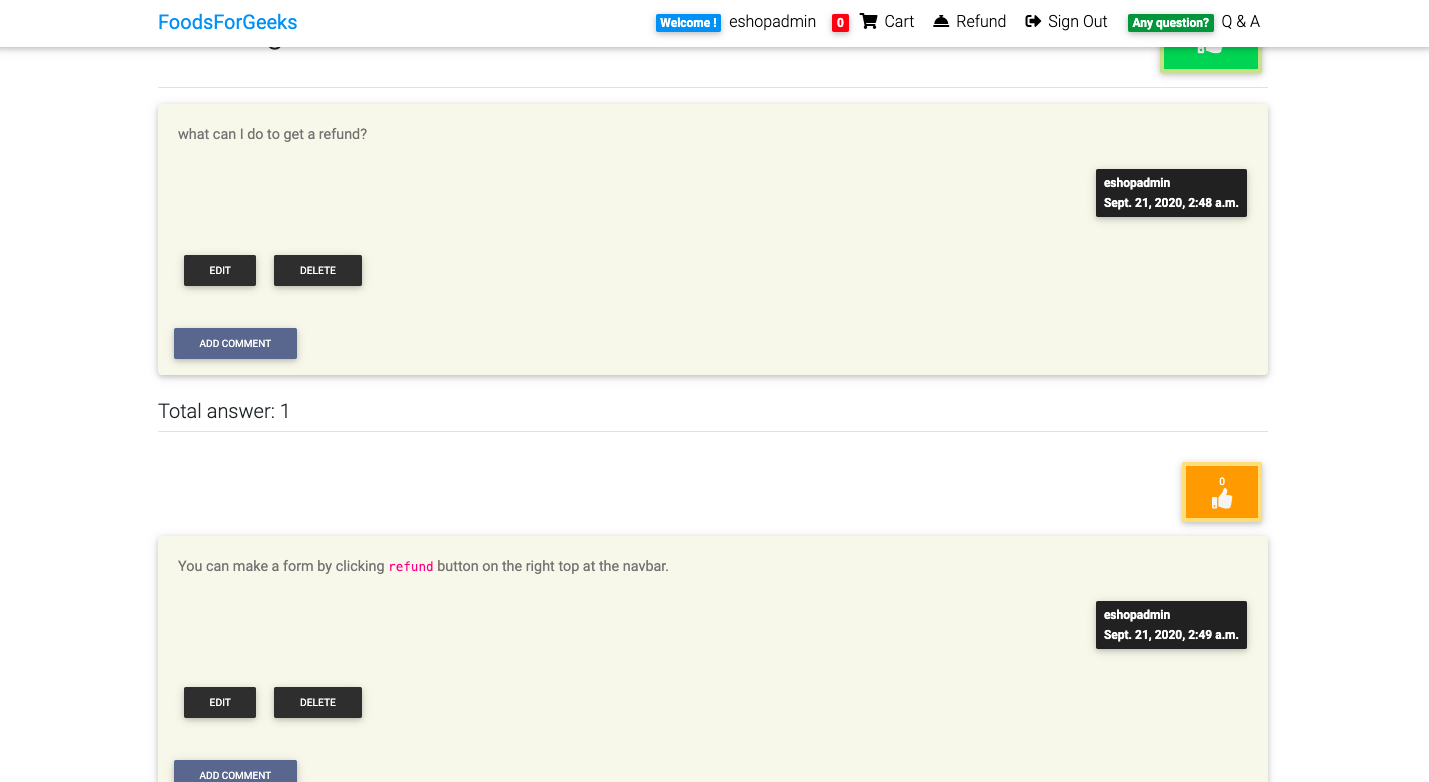 FoodsForGeeks
Welcome ! eshopadmin 0 Cart Refund Sign Out Any question? Q & A
what can I do to get a refund?
eshopadmin
Sept. 21, 2020, 2:48 a.m.
EDIT DELETE
ADD COMMENT
Total answer: 1
0
You can make a form by clicking refund button on the right top at the navbar.
eshopadmin
Sept. 21, 2020, 2:49 a.m.
EDIT DELETE
ADD COMMENT